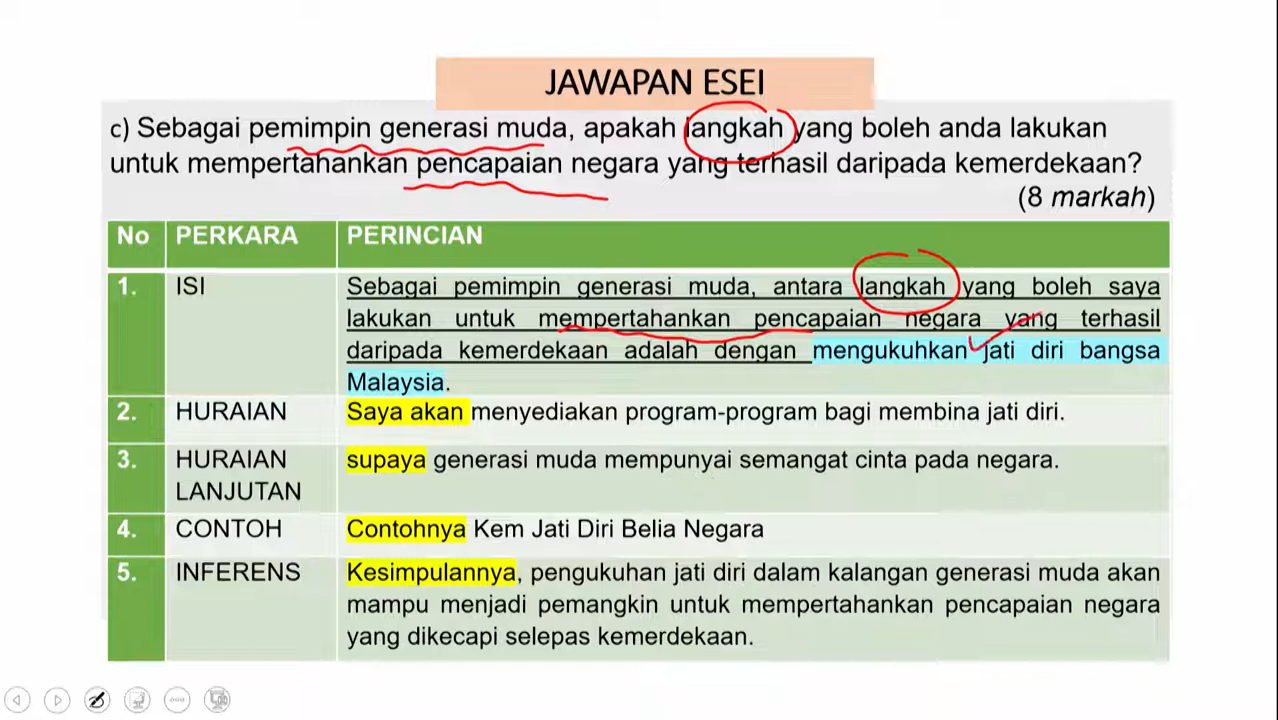 JAWAPAN ESEI
c) Sebagai pemimpin generasi muda, apakah langkah yang boleh anda lakukan
untuk mempertahankan pencapaian negara yang terhasil daripada kemerdekaan?
(8 markah)
No PERKARA PERINCIAN
1. ISI Sebagai pemimpin generasi muda, antara langkah yang boleh saya
lakukan untuk mempertahankan pencapaian negara yang terhasil
daripada kemerdekaan adalah dengan mengukuhkan jati diri bangsa
Malaysia.
2. HURAIAN Saya akan menyediakan program-program bagi membina jati diri.
3. HURAIAN supaya generasi muda mempunyai semangat cinta pada negara.
LANJUTAN
4. CONTOH Contohnya Kem Jati Diri Belia Negara
5. INFERENS Kesimpulannya, pengukuhan jati diri dalam kalangan generasi muda akan
mampu menjadi pemangkin untuk mempertahankan pencapaian negara
yang dikecapi selepas kemerdekaan.